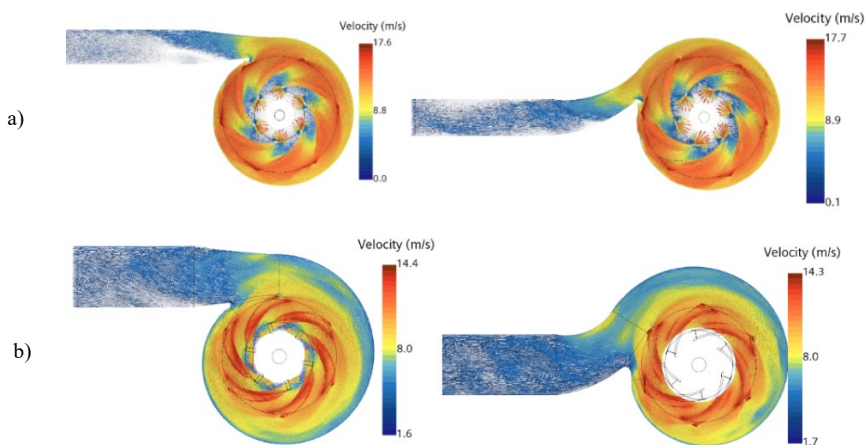 a)
Velocity (m/s)
17.6
8.8
0.0
Velocity (m/s)
17.7
8.9
0.1
b)
Velocity (m/s)
14.4
8.0
1.6
Velocity (m/s)
14.3
8.0
1.7